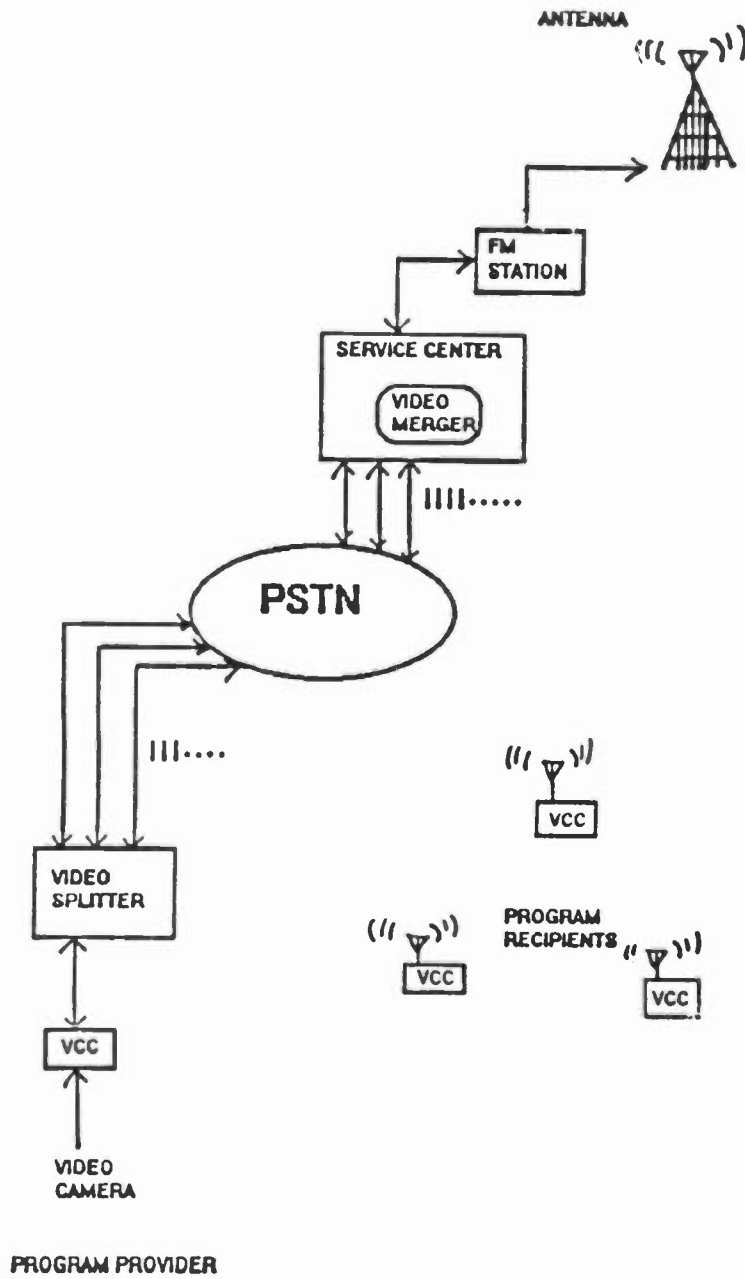 ANTENNA
FM
STATION
SERVICE CENTER
VIDEO
MERGER
PSTN
VIDEO
SPLITTER
VCC
VCC
PROGRAM
RECIPIENTS
VCC
VCC
VIDEO
CAMERA
PROGRAM PROVIDER